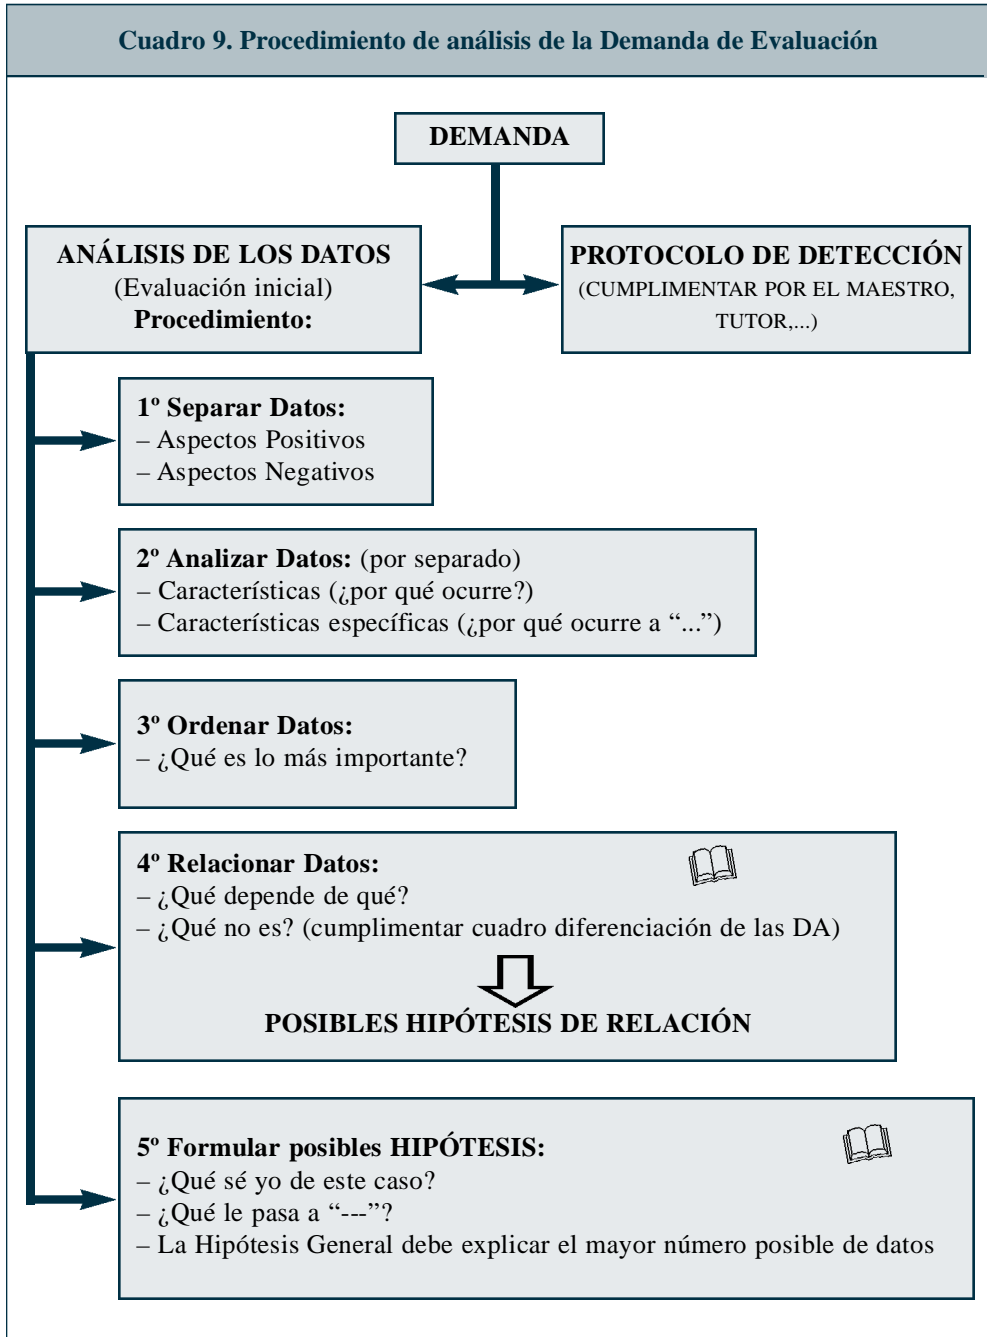 Cuadro 9. Procedimiento de análisis de la Demanda de Evaluación
DEMANDA
ANÁLISIS DE LOS DATOS
(Evaluación inicial)
Procedimiento:
PROTOCOLO DE DETECCIÓN
(CUMPLIMENTAR POR EL MAESTRO,
TUTOR,...)
1º Separar Datos:
– Aspectos Positivos
– Aspectos Negativos
2º Analizar Datos: (por separado)
– Características (¿por qué ocurre?)
– Características específicas (¿por qué ocurre a “...”)
3º Ordenar Datos:
– ¿Qué es lo más importante?
4º Relacionar Datos:
– ¿Qué depende de qué?
– ¿Qué no es? (cumplimentar cuadro diferenciación de las DA)
POSIBLES HIPÓTESIS DE RELACIÓN
5º Formular posibles HIPÓTESIS:
– ¿Qué sé yo de este caso?
– ¿Qué le pasa a “---”?
– La Hipótesis General debe explicar el mayor número posible de datos